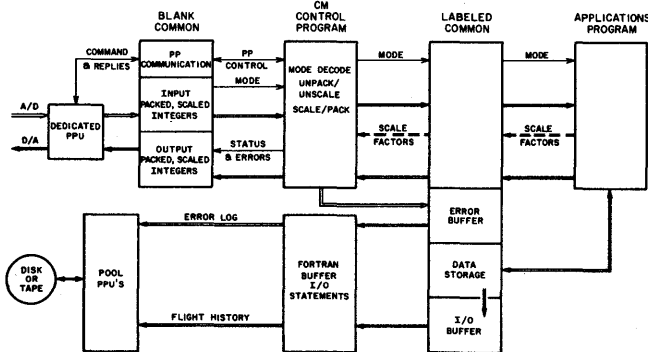 BLANK
COMMON
CM
CONTROL
PROGRAM
LABELED
COMMON
APPLICATIONS
PROGRAM
COMMAND
& REPLIES
PP
COMMUNICATION
PP
CONTROL
MODE
MODE
MODE
MODE DECODE
UNPACK/
UNSCALE
SCALE/PACK
INPUT
PACKED, SCALED
INTEGERS
A/D
D/A
DEDICATED
PPU
OUTPUT
PACKED, SCALED
INTEGERS
STATUS
& ERRORS
SCALE
FACTORS
SCALE
FACTORS
ERROR
BUFFER
ERROR LOG
DISK
OR
TAPE
POOL
PPU'S
FORTRAN
BUFFER
I/O
STATEMENTS
DATA
STORAGE
FLIGHT HISTORY
I/O
BUFFER